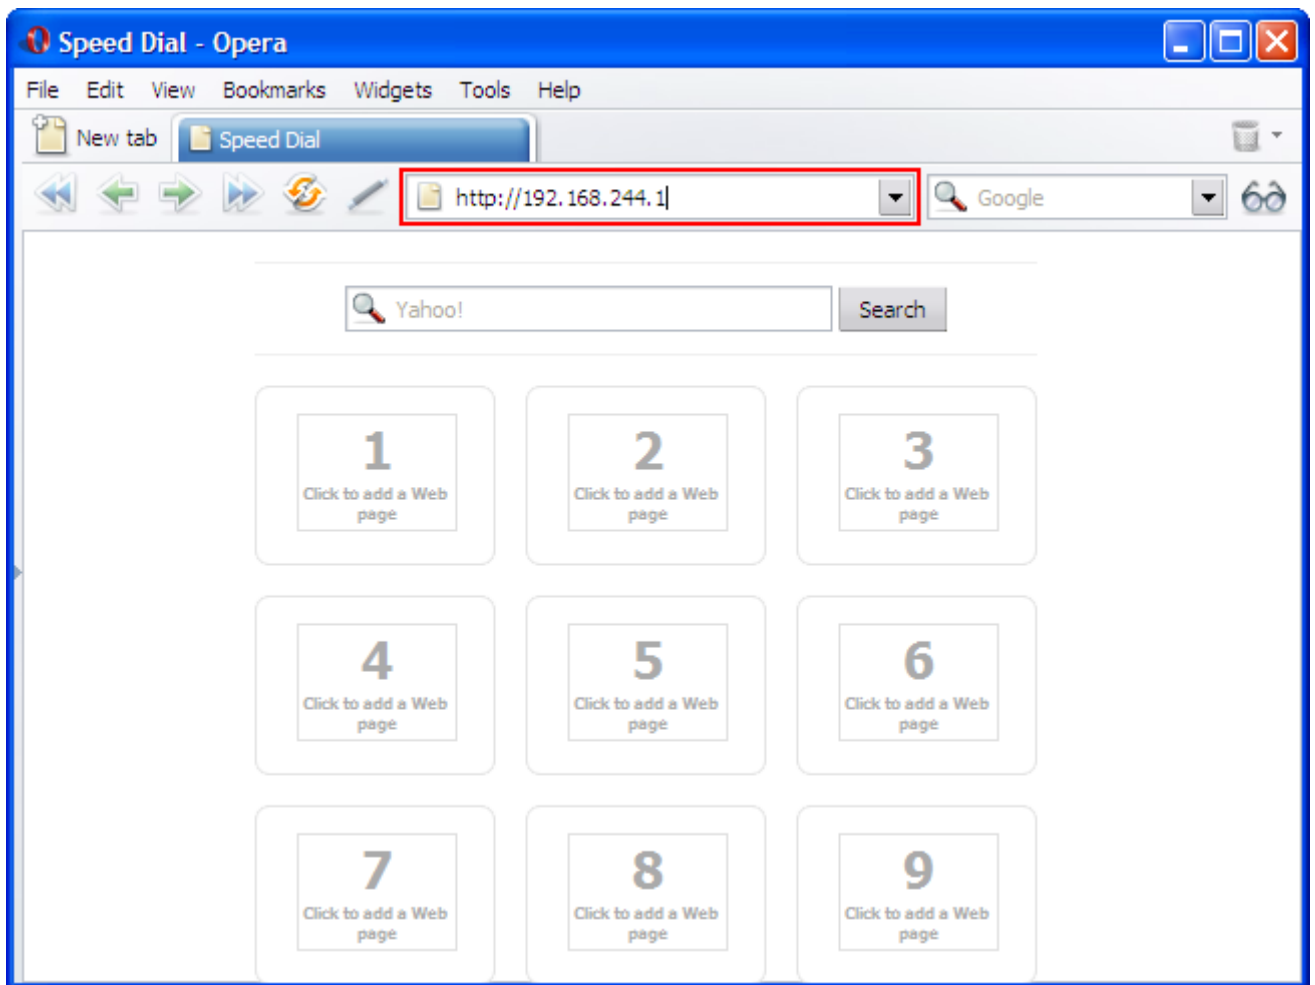 Speed Dial - Opera
File Edit View Bookmarks Widgets Tools Help
New tab Speed Dial
http://192.168.244.1 Google
Yahoo! Search
1 2 3
Click to add a Web Click to add a Web Click to add a Web
page page page
4 5 6
Click to add a Web Click to add a Web Click to add a Web
page page page
7 8 9
Click to add a Web Click to add a Web Click to add a Web
page page page